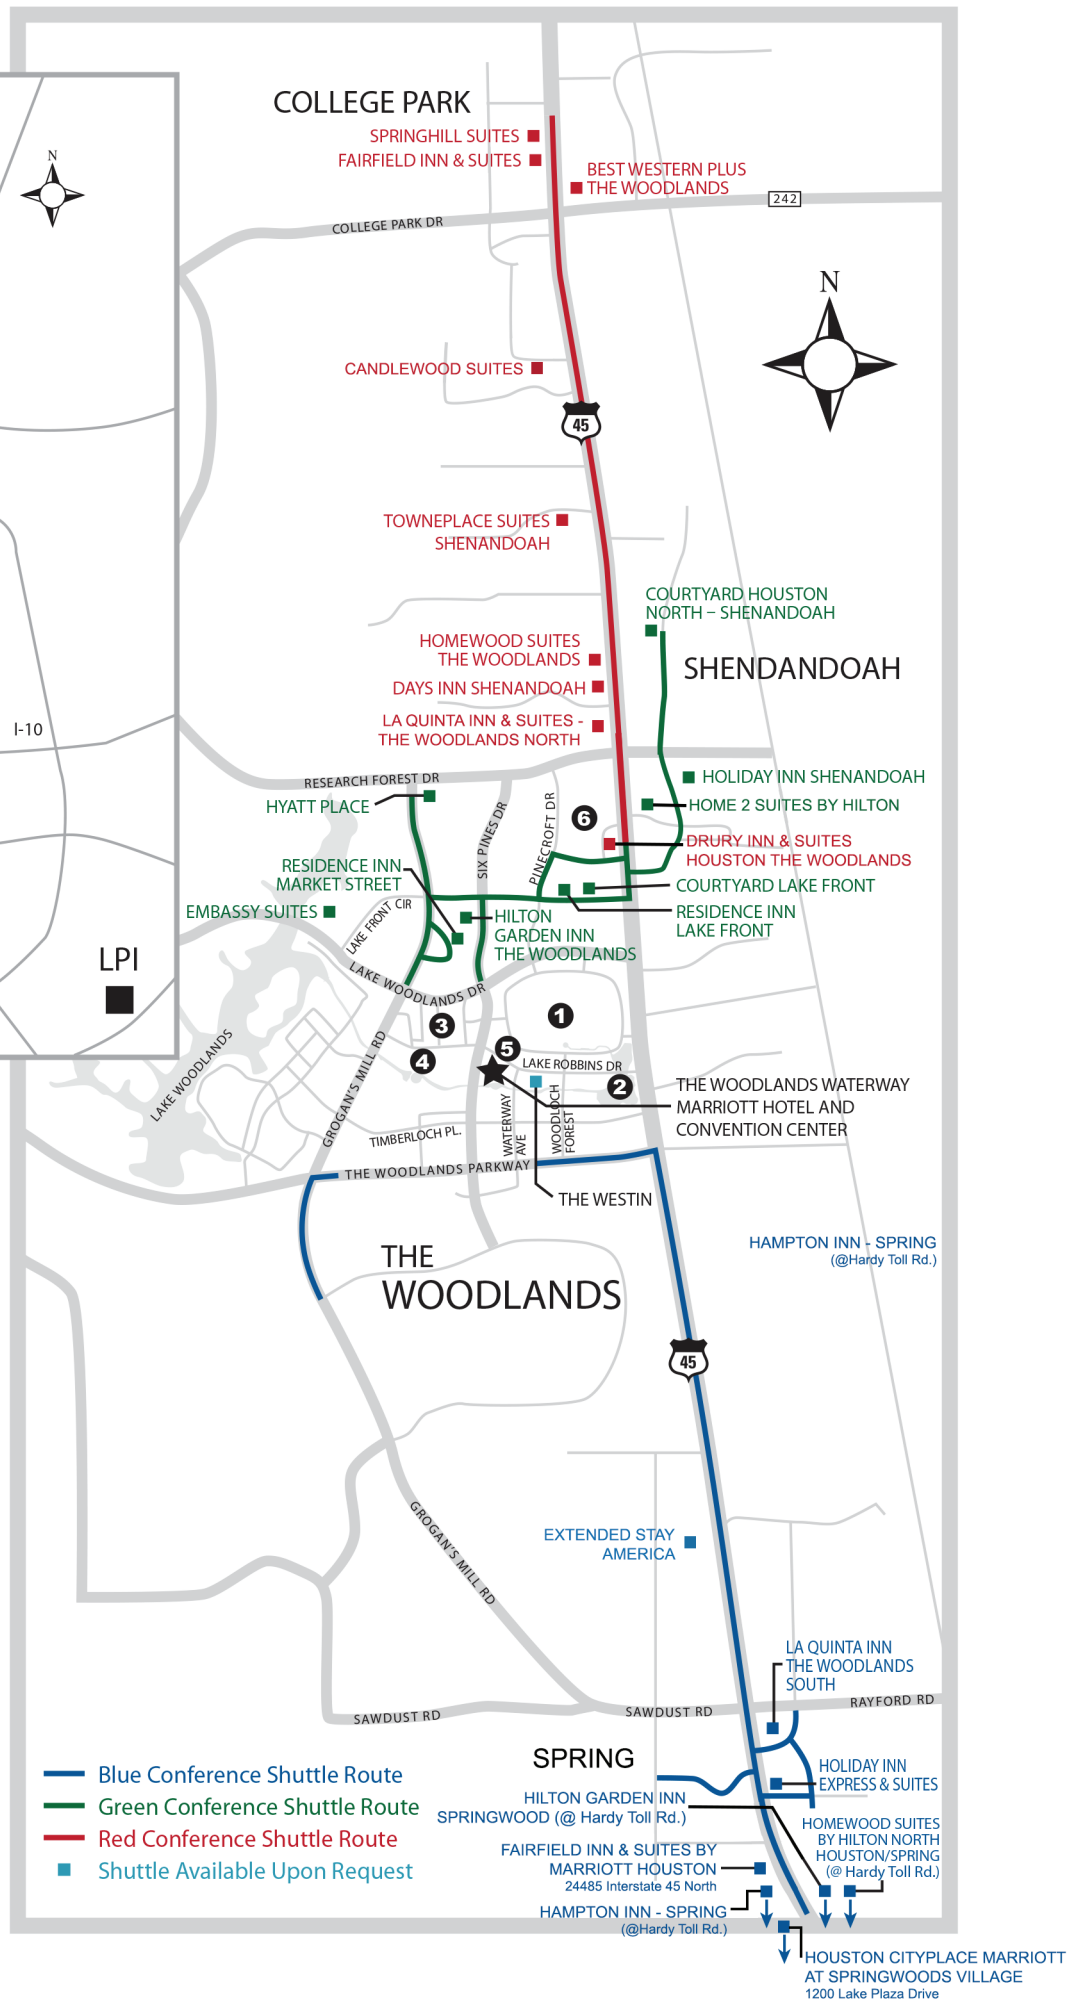 COLLEGE PARK
SPRINGHILL SUITES
FAIRFIELD INN & SUITES
BEST WESTERN PLUS
THE WOODLANDS
242
COLLEGE PARK DR
N
N
CANDLEWOOD SUITES
45
TOWNEPLACE SUITES
SHENANDOAH
COURTYARD HOUSTON
NORTH – SHENANDOAH
HOMEWOOD SUITES
THE WOODLANDS
SHENDANDOAH
DAYS INN SHENANDOAH
LA QUINTA INN & SUITES -
THE WOODLANDS NORTH
I-10
RESEARCH FOREST DR
HOLIDAY INN SHENANDOAH
HYATT PLACE
HOME 2 SUITES BY HILTON
SIX PINES DR
PINECROFT DR
6
DRURY INN & SUITES
HOUSTON THE WOODLANDS
RESIDENCE INN
MARKET STREET
COURTYARD LAKE FRONT
EMBASSY SUITES
LAKE FRONT CIR
HILTON
GARDEN INN
THE WOODLANDS
RESIDENCE INN
LAKE FRONT
LPI
LAKE WOODLANDS DR
1
3
5
4
2
LAKE ROBBINS DR
LAKE WOODLANDS
GROGAN'S MILL RD
THE WOODLANDS WATERWAY
MARRIOTT HOTEL AND
CONVENTION CENTER
WATERWAY
AVE
WOODLOCH
FOREST
TIMBERLOCH PL.
THE WOODLANDS PARKWAY
THE WESTIN
HAMPTON INN - SPRING
(@Hardy Toll Rd.)
THE
WOODLANDS
45
GROGAN'S MILL RD
EXTENDED STAY
AMERICA
LA QUINTA INN
THE WOODLANDS
SOUTH
SAWDUST RD
SAWDUST RD
RAYFORD RD
SPRING
HOLIDAY INN
EXPRESS & SUITES
HILTON GARDEN INN
SPRINGWOOD (@ Hardy Toll Rd.)
HOMEWOOD SUITES
BY HILTON NORTH
HOUSTON/SPRING
(@ Hardy Toll Rd.)
FAIRFIELD INN & SUITES BY
MARRIOTT HOUSTON
24485 Interstate 45 North
HAMPTON INN - SPRING
(@Hardy Toll Rd.)
HOUSTON CITYPLACE MARRIOTT
AT SPRINGWOODS VILLAGE
1200 Lake Plaza Drive
Blue Conference Shuttle Route
Green Conference Shuttle Route
Red Conference Shuttle Route
Shuttle Available Upon Request